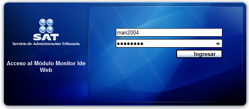 SAT
Servicio de Administración Tributaria
mari2004
••••••••
Ingresar
Acceso al Módulo Monitor Ide
Web